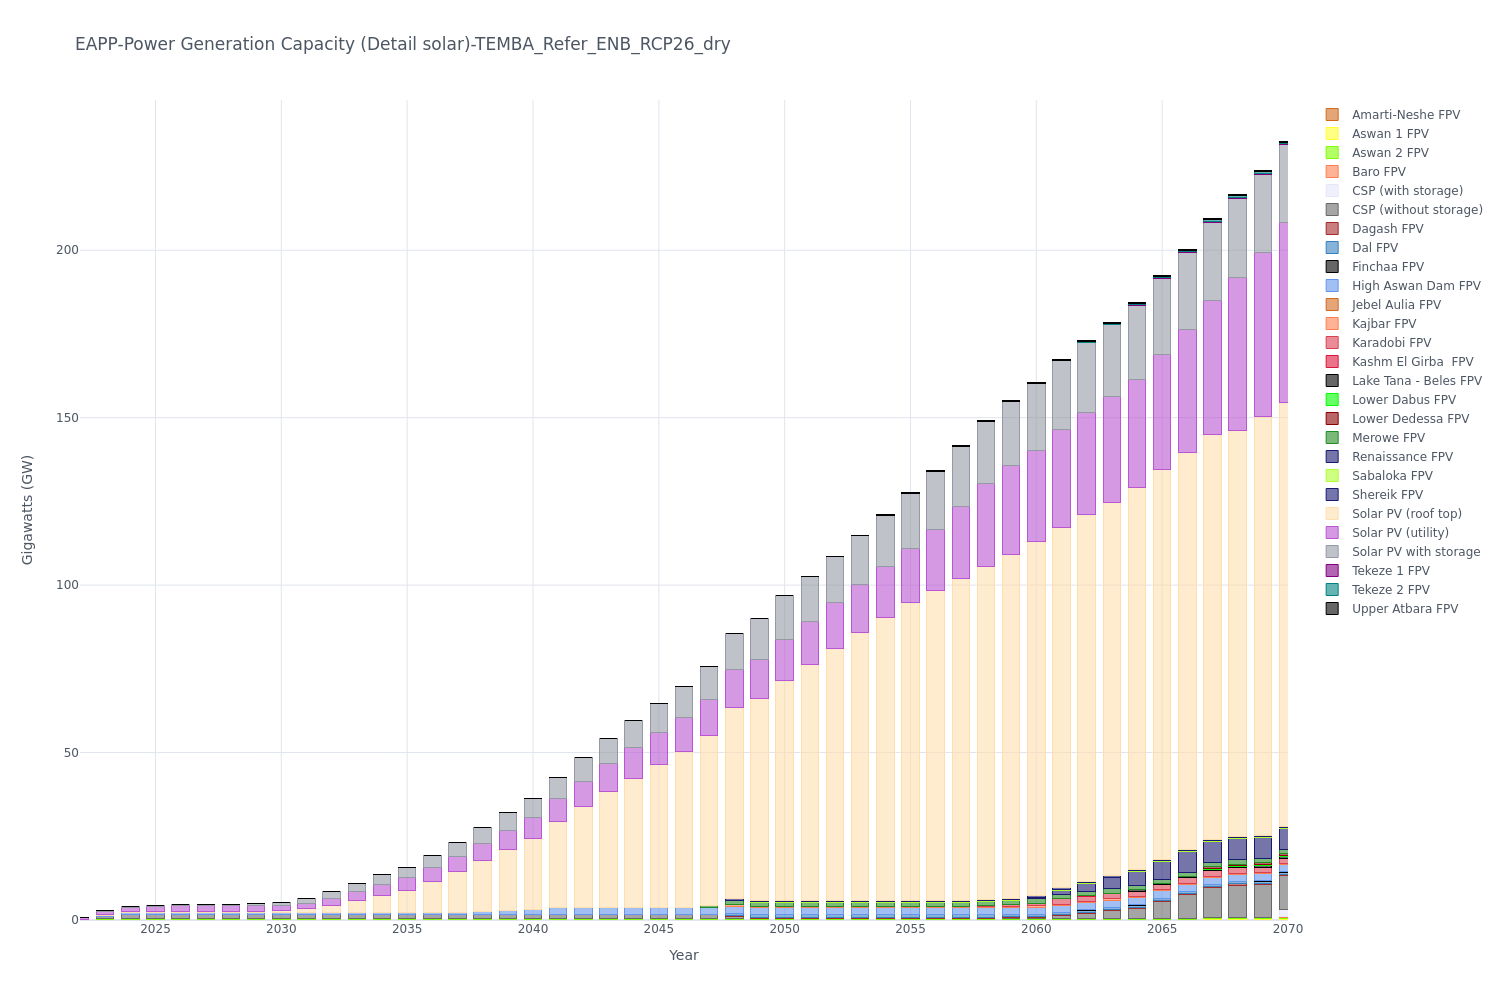 EAPP-Power Generation Capacity (Detail solar)-TEMBA_Refer_ENB_RCP26_dry
Gigawatts (GW)
200
150
100
50
0
2025
2030
2035
2040
2045
2050
2055
2060
2065
2070
Year
Amarti-Neshe FPV
Aswan 1 FPV
Aswan 2 FPV
Baro FPV
CSP (with storage)
CSP (without storage)
Dagash FPV
Dal FPV
Finchaa FPV
High Aswan Dam FPV
Jebel Aulia FPV
Kajbar FPV
Karadobi FPV
Kashm El Girba  FPV
Lake Tana - Beles FPV
Lower Dabus FPV
Lower Dedessa FPV
Merowe FPV
Renaissance FPV
Sabaloka FPV
Shereik FPV
Solar PV (roof top)
Solar PV (utility)
Solar PV with storage
Tekeze 1 FPV
Tekeze 2 FPV
Upper Atbara FPV